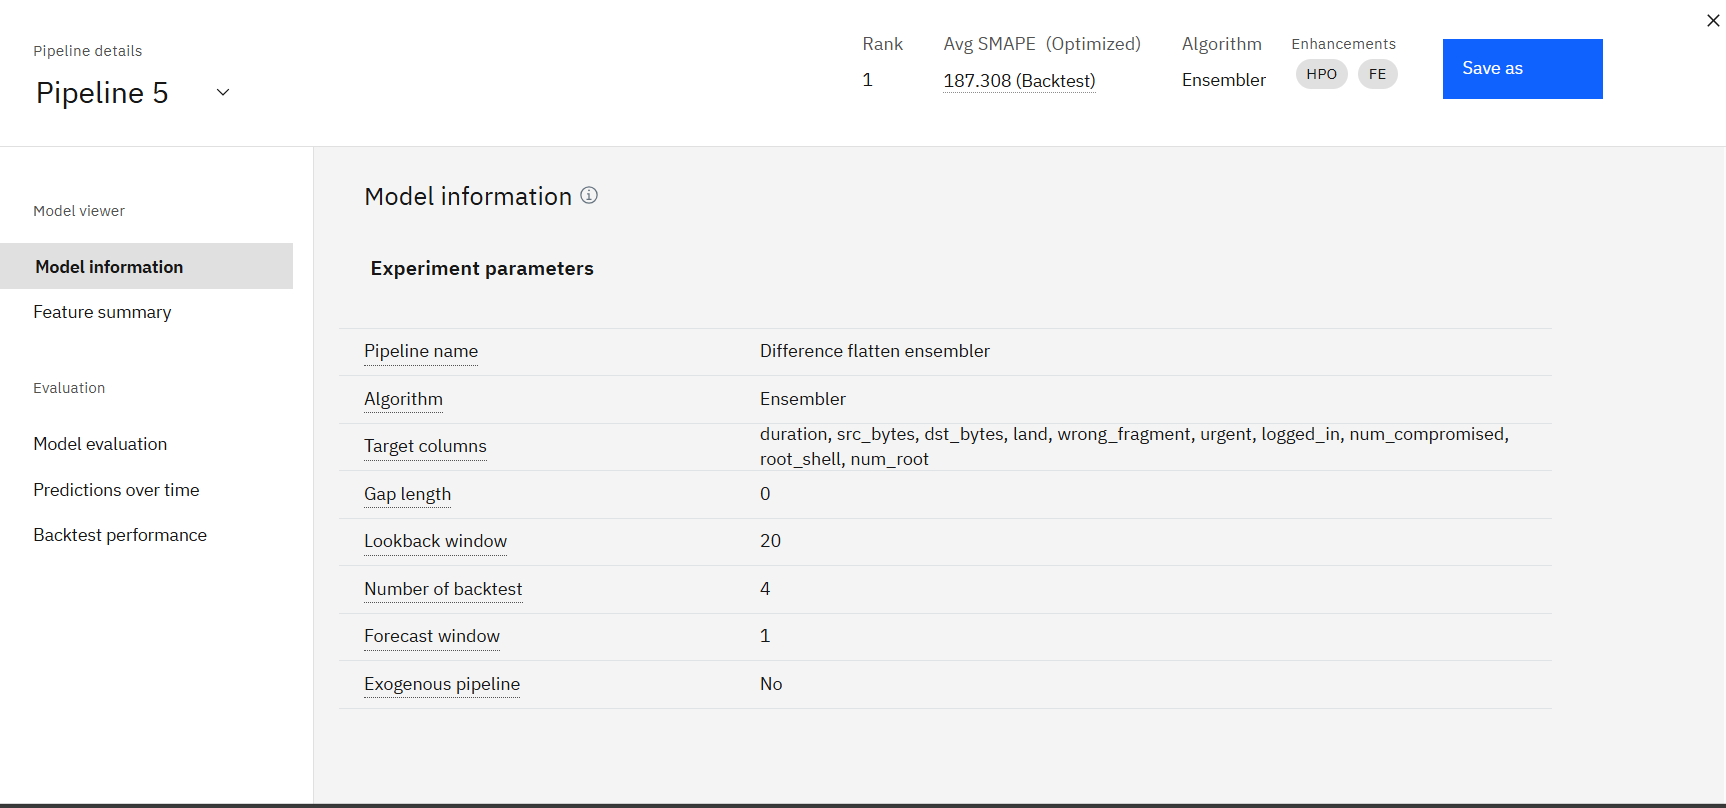 Pipeline details
Pipeline 5
Rank
1
Avg SMAPE (Optimized)
187.308 (Backtest)
Algorithm
Ensembler
Enhancements
HPO FE
Save as
Model viewer
Model information
Feature summary
Evaluation
Model evaluation
Predictions over time
Backtest performance
Model information
Experiment parameters
Pipeline name Difference flatten ensembler
Algorithm Ensembler
Target columns duration, src_bytes, dst_bytes, land, wrong_fragment, urgent, logged_in, num_compromised,
root_shell, num_root
Gap length 0
Lookback window 20
Number of backtest 4
Forecast window 1
Exogenous pipeline No